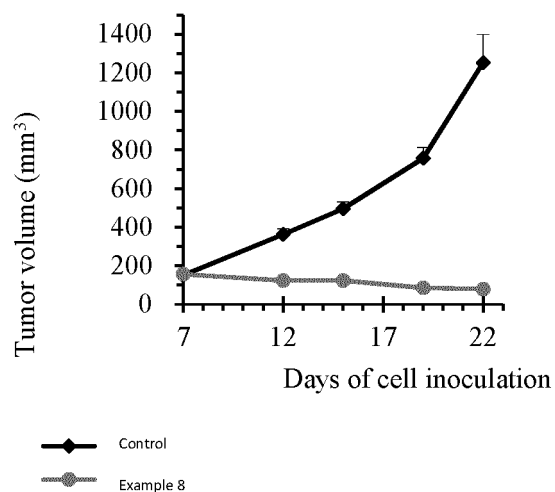 1400
1200
1000
800
600
400
200
0
Tumor volume (mm³)
7 12 17 22
Days of cell inoculation
Control
Example 8